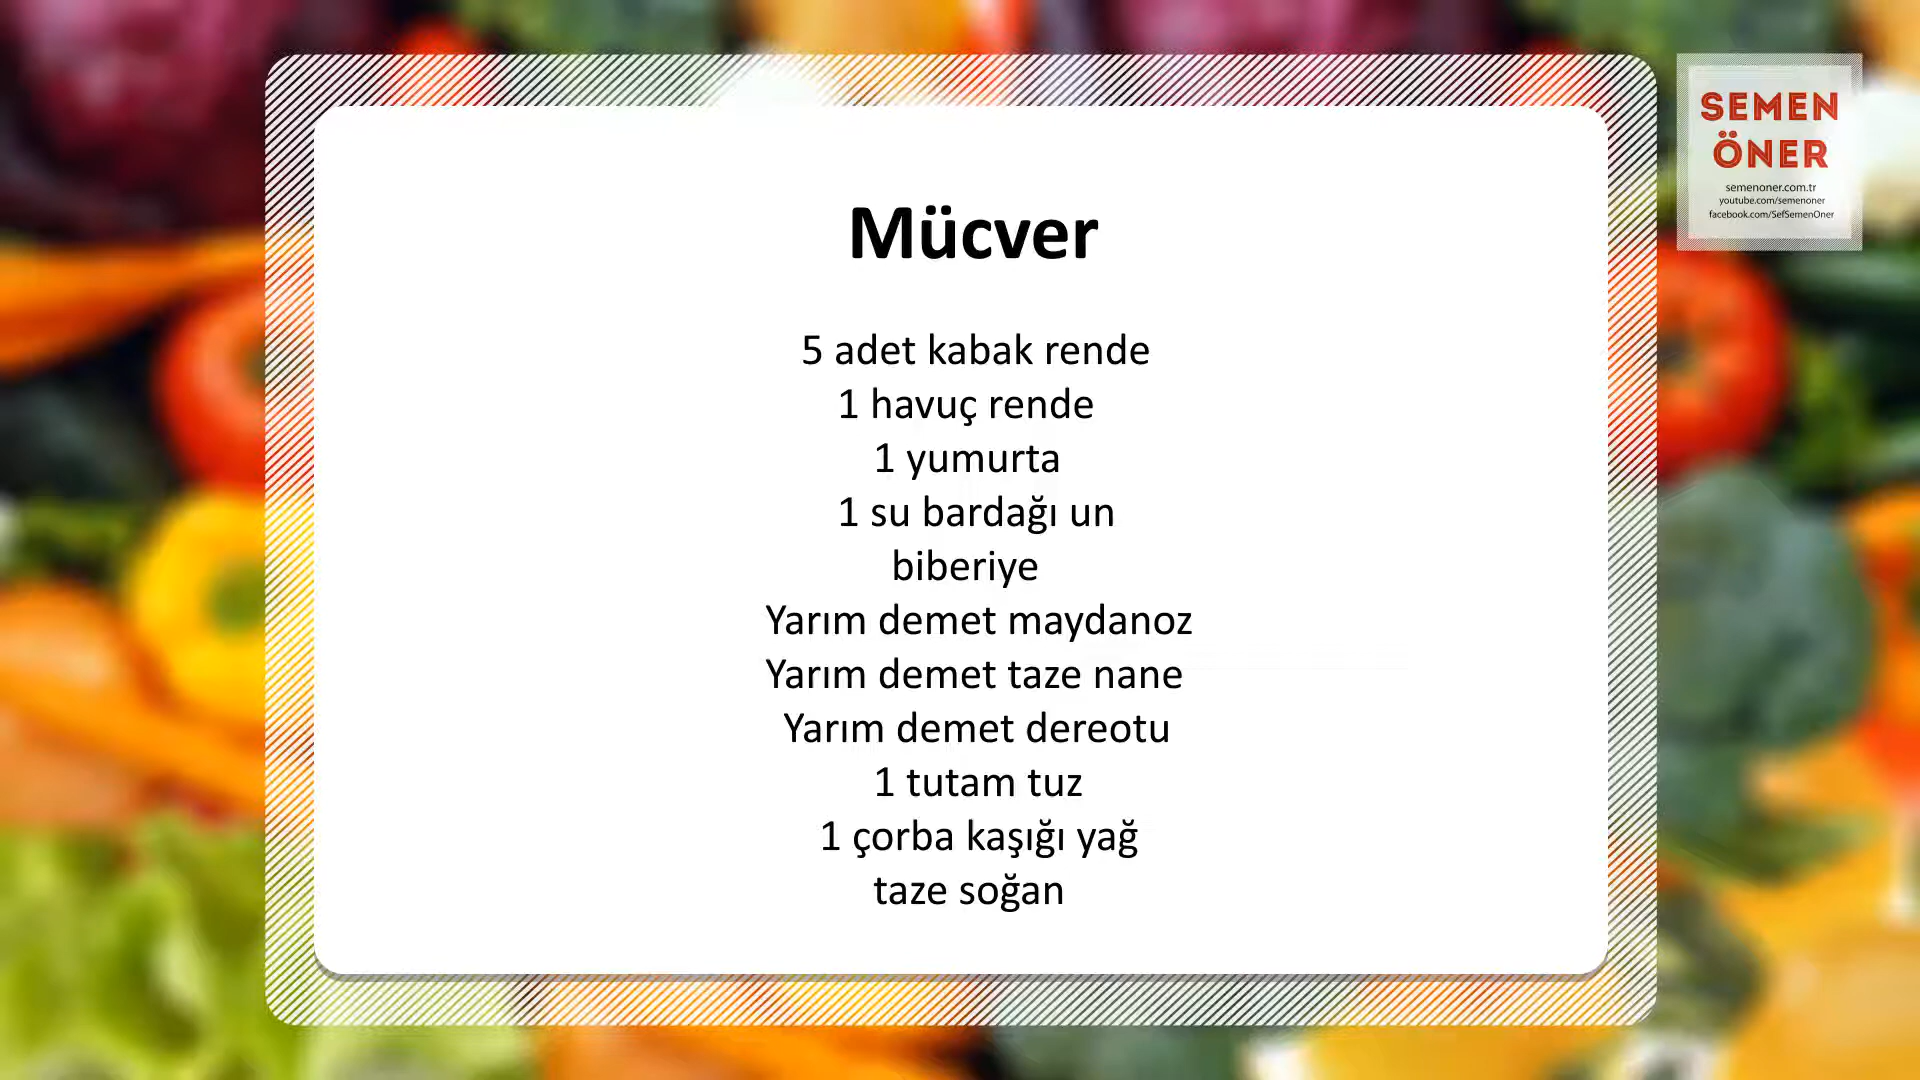 Mücver
5 adet kabak rende
1 havuç rende
1 yumurta
1 su bardağı un
biberiye
Yarım demet maydanoz
Yarım demet taze nane
Yarım demet dereotu
1 tutam tuz
1 çorba kaşığı yağ
taze soğan
SEMEN
ÖNER
semenoner.com.tr
youtube.com/semenoner
facebook.com/SefSemenOner